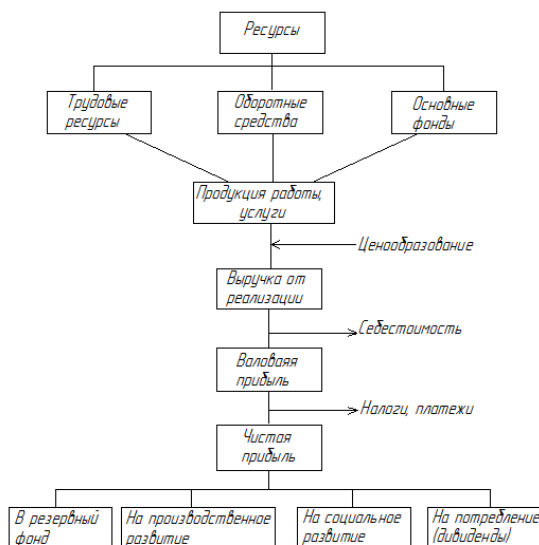 Ресурсы
Трудовые
ресурсы
Оборотные
средства
Основные
фонды
Продукция работы,
услуги
Ценообразование
Выручка от
реализации
Себестоимость
Валоваяя
прибыль
Налоги, платежи
Чистая
прибыль
В резервный
фонд
На производственное
развитие
На социальное
развитие
На потребление
(дивиденды)